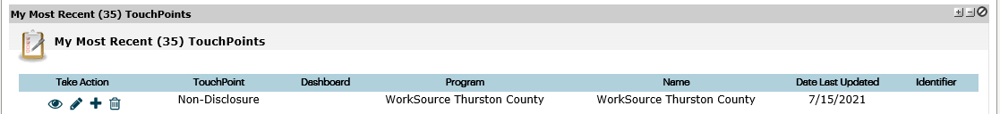 My Most Recent (35) TouchPoints
My Most Recent (35) TouchPoints
Take Action TouchPoint Dashboard Program Name Date Last Updated Identifier
Non-Disclosure WorkSource Thurston County WorkSource Thurston County 7/15/2021